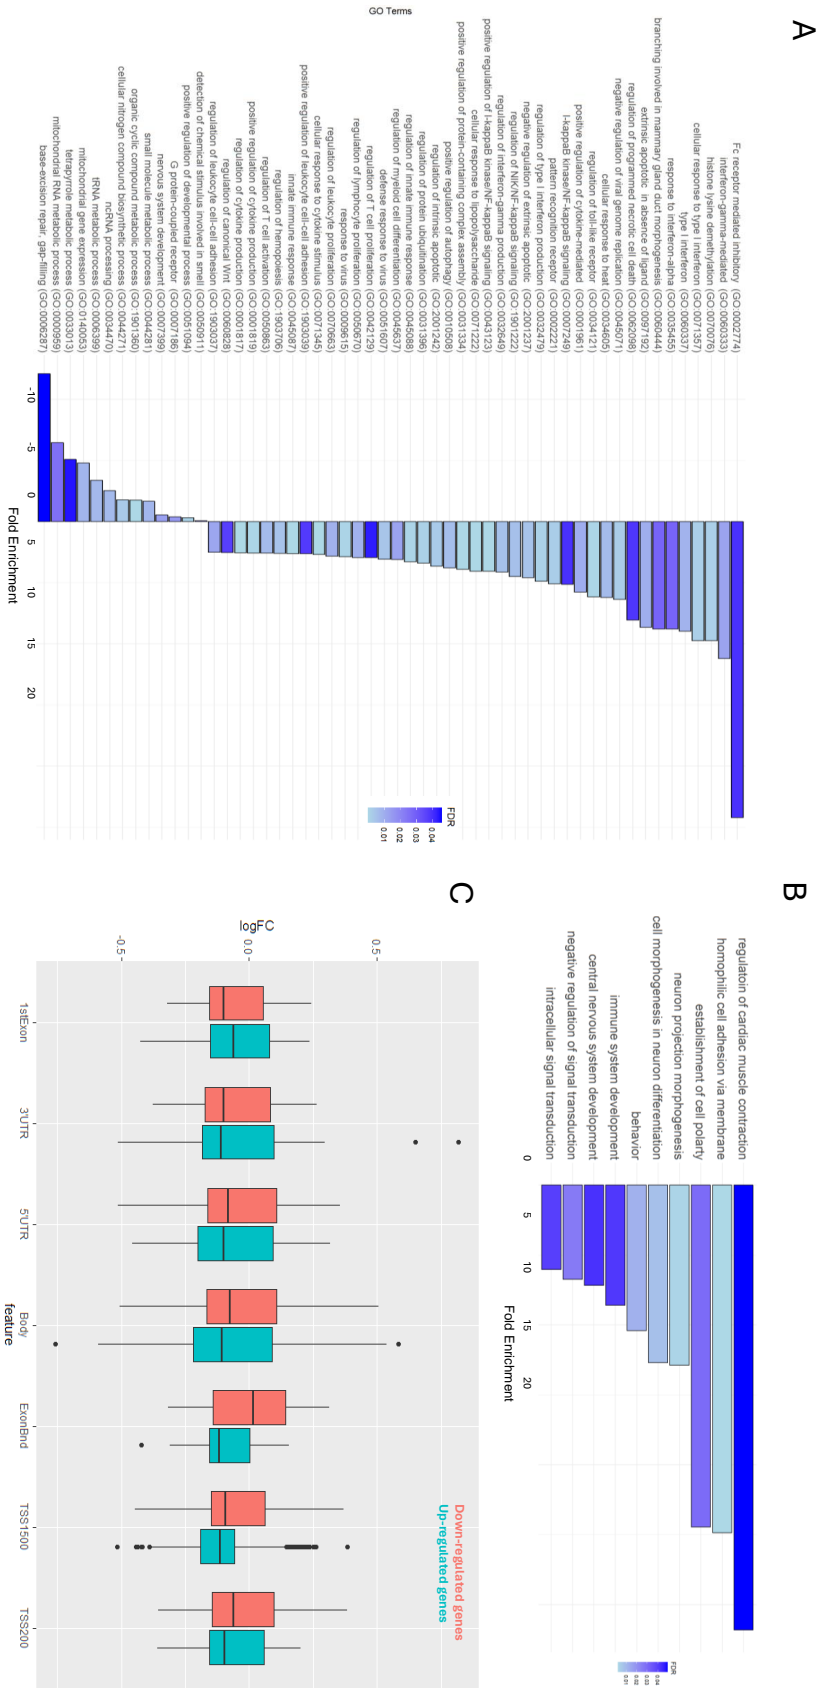 A
GO Terms
Fc receptor mediated inhibitory (GO:0002774)
interferon-gamma-mediated (GO:0060333)
histone lysine demethylation (GO:0070076)
cellular response to type I interferon (GO:0071357)
type I interferon (GO:0060337)
response to interferon-alpha (GO:0035455)
branching involved in mammary gland duct morphogenesis (GO:0060444)
extrinsic apoptotic in absence of ligand (GO:0097192)
regulation of programmed necrotic cell death (GO:0062098)
negative regulation of viral genome replication (GO:0045071)
cellular response to heat (GO:0034605)
regulation of toll-like receptor (GO:0034121)
positive regulation of cytokine-mediated (GO:0001961)
I-kappaB kinase/NF-kappaB signaling (GO:0007249)
pattern recognition receptor (GO:0002221)
regulation of type I interferon production (GO:0032479)
negative regulation of extrinsic apoptotic (GO:2001237)
regulation of NIK/NF-kappaB signaling (GO:1901222)
regulation of interferon-gamma production (GO:0032649)
positive regulation of I-kappaB kinase/NF-kappaB signaling (GO:0043123)
cellular response to lipopolysaccharide (GO:0071222)
positive regulation of protein-containing complex assembly (GO:0031334)
positive regulation of autophagy (GO:0010508)
regulation of intrinsic apoptotic (GO:2001242)
regulation of protein ubiquitination (GO:0031396)
regulation of innate immune response (GO:0045088)
regulation of myeloid cell differentiation (GO:0045637)
defense response to virus (GO:0051607)
regulation of T cell proliferation (GO:0042129)
regulation of lymphocyte proliferation (GO:0050670)
response to virus (GO:0009615)
regulation of leukocyte proliferation (GO:0070663)
cellular response to cytokine stimulus (GO:0071345)
positive regulation of leukocyte cell-cell adhesion (GO:1903039)
innate immune response (GO:0045087)
regulation of hemopoiesis (GO:1903706)
regulation of T cell activation (GO:0050863)
positive regulation of cytokine production (GO:0001819)
regulation of cytokine production (GO:0001817)
regulation of canonical Wnt (GO:0060828)
regulation of leukocyte cell-cell adhesion (GO:1903037)
detection of chemical stimulus involved in smell (GO:0050911)
positive regulation of developmental process (GO:0051094)
G protein-coupled receptor (GO:0007186)
nervous system development (GO:0007399)
small molecule metabolic process (GO:0044281)
organic cyclic compound metabolic process (GO:1901360)
cellular nitrogen compound biosynthetic process (GO:0044271)
ncRNA processing (GO:0034470)
tRNA metabolic process (GO:0006399)
mitochondrial gene expression (GO:0140053)
tetrapyrrole metabolic process (GO:0033013)
mitochondrial RNA metabolic process (GO:0000959)
base-excision repair, gap-filling (GO:0006287)
-10 -5 0 5 10 15 20
Fold Enrichment
FDR
0.04
0.03
0.02
0.01
B
regulatoin of cardiac muscle contraction
homophilic cell adhesion via membrane
establishment of cell polarty
neuron projection morphogenesis
cell morphogenesis in neuron differentiation
behavior
immune system development
central nervous system development
negative regulation of signal transduction
intracellular signal transduction
0 5 10 15 20
Fold Enrichment
FDR
0.04
0.03
0.02
0.01
C
Down-regulated genes
Up-regulated genes
logFC
0.5
0.0
-0.5
1stExon 3'UTR 5'UTR Body ExonBnd TSS1500 TSS200
feature